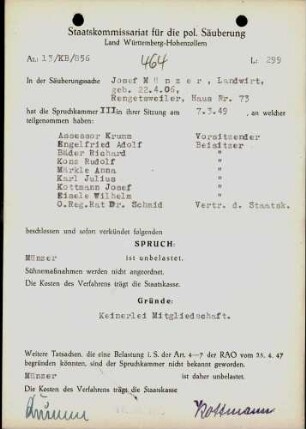 Staatskommissariat für die pol. Säuberung
Land Württemberg-Hohenzollern
Az.: 13/KB/856
464
L: 299
In der Säuberungssache Josef Münzer, Landwirt,
geb. 22.4.06,
Rengetsweiler, Haus Nr. 73
hat die Spruchkammer III in ihrer Sitzung am 7.3.49, an welcher
teilgenommen haben:
Assessor Krumm Vorsitzender
Engelfried Adolf Beisitzer
Bäder Richard "
Kons Rudolf "
Märkle Anna "
Karl Julius "
Kottmann Josef "
Eisele Wilhelm "
O.Reg.Rat Dr. Schmid Vertr. d. Staatsk.
beschlossen und sofort verkündet folgenden
SPRUCH:
Münzer ist unbelastet.
Sühnemaßnahmen werden nicht angeordnet.
Die Kosten des Verfahrens trägt die Staatskasse.
Gründe:
Keinerlei Mitgliedschaft.
Weitere Tatsachen, die eine Belastung i. S. der Art. 4–7 der RAO vom 25. 4. 47
begründen könnten, sind der Spruchkammer nicht bekannt geworden.
Münzer ist daher unbelastet.
Die Kosten des Verfahrens trägt die Staatskasse
Krumm Kottmann